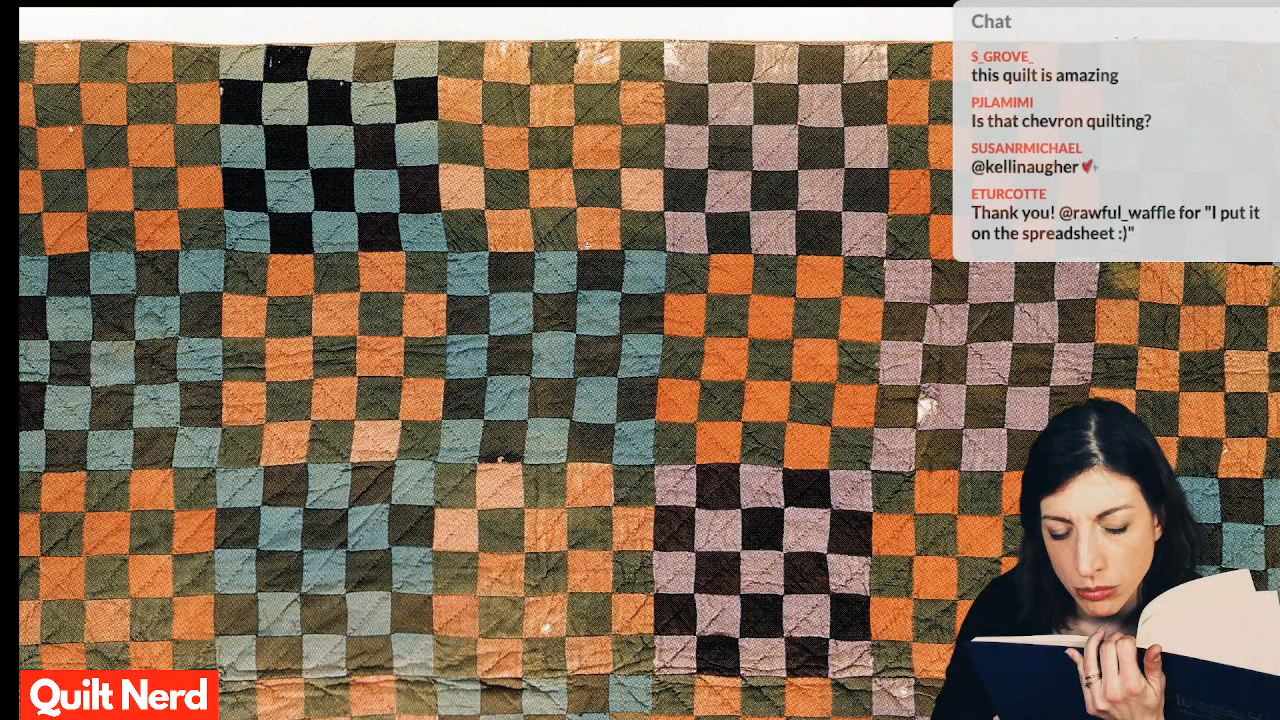 Chat
S_GROVE_
this quilt is amazing
PJLAMIMI
Is that chevron quilting?
SUSANRMICHAEL
@kellinaugher
ETURCOTTE
Thank you! @rawful_waffle for "I put it
on the spreadsheet :)"
Quilt Nerd